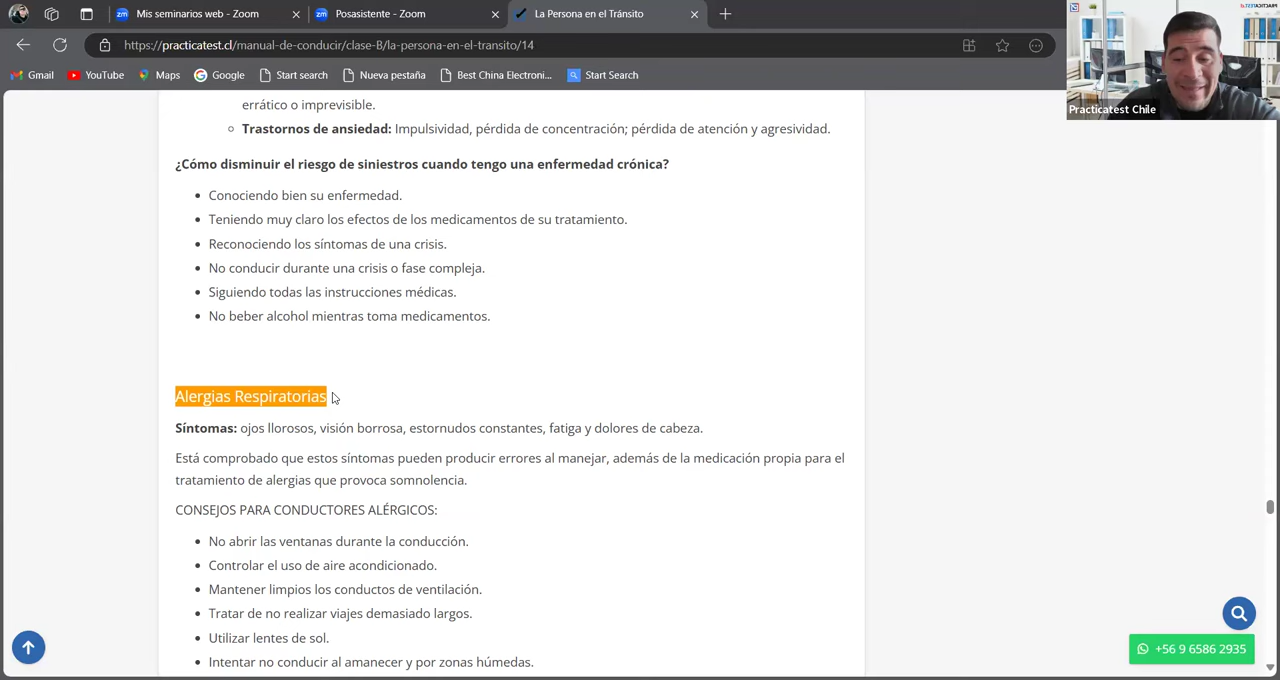 Mis seminarios web - Zoom
Posasistente - Zoom
La Persona en el Tránsito
https://practicatest.cl/manual-de-conducir/clase-B/la-persona-en-el-transito/14
Gmail YouTube Maps Google Start search Nueva pestaña Best China Electroni... Start Search
Practicatest Chile
errático o imprevisible.
Trastornos de ansiedad: Impulsividad, pérdida de concentración; pérdida de atención y agresividad.
¿Cómo disminuir el riesgo de siniestros cuando tengo una enfermedad crónica?
Conociendo bien su enfermedad.
Teniendo muy claro los efectos de los medicamentos de su tratamiento.
Reconociendo los síntomas de una crisis.
No conducir durante una crisis o fase compleja.
Siguiendo todas las instrucciones médicas.
No beber alcohol mientras toma medicamentos.
Alergias Respiratorias
Síntomas: ojos llorosos, visión borrosa, estornudos constantes, fatiga y dolores de cabeza.
Está comprobado que estos síntomas pueden producir errores al manejar, además de la medicación propia para el
tratamiento de alergias que provoca somnolencia.
CONSEJOS PARA CONDUCTORES ALÉRGICOS:
No abrir las ventanas durante la conducción.
Controlar el uso de aire acondicionado.
Mantener limpios los conductos de ventilación.
Tratar de no realizar viajes demasiado largos.
Utilizar lentes de sol.
Intentar no conducir al amanecer y por zonas húmedas.
+56 9 6586 2935